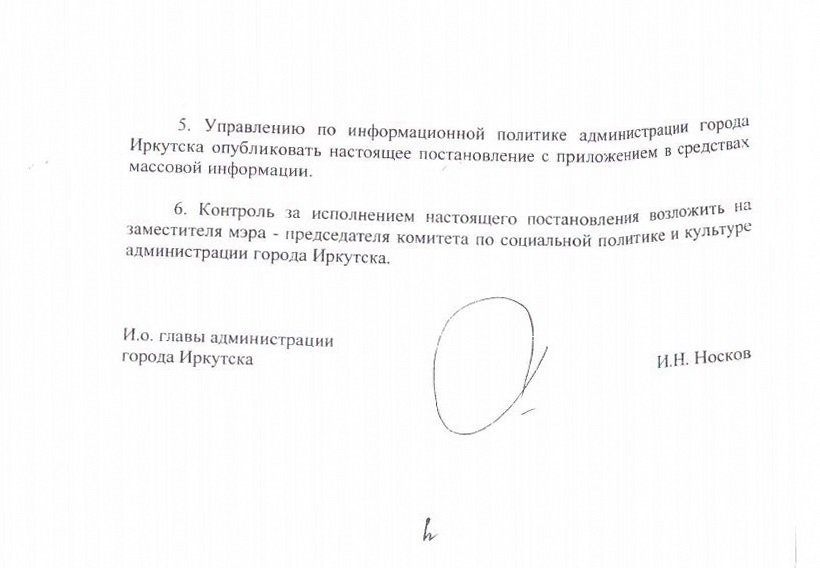 5. Управлению по информационной политике администрации города
Иркутска опубликовать настоящее постановление с приложением в средствах
массовой информации.
6. Контроль за исполнением настоящего постановления возложить на
заместителя мэра - председателя комитета по социальной политике и культуре
администрации города Иркутска.
И.о. главы администрации
города Иркутска
И.Н. Носков